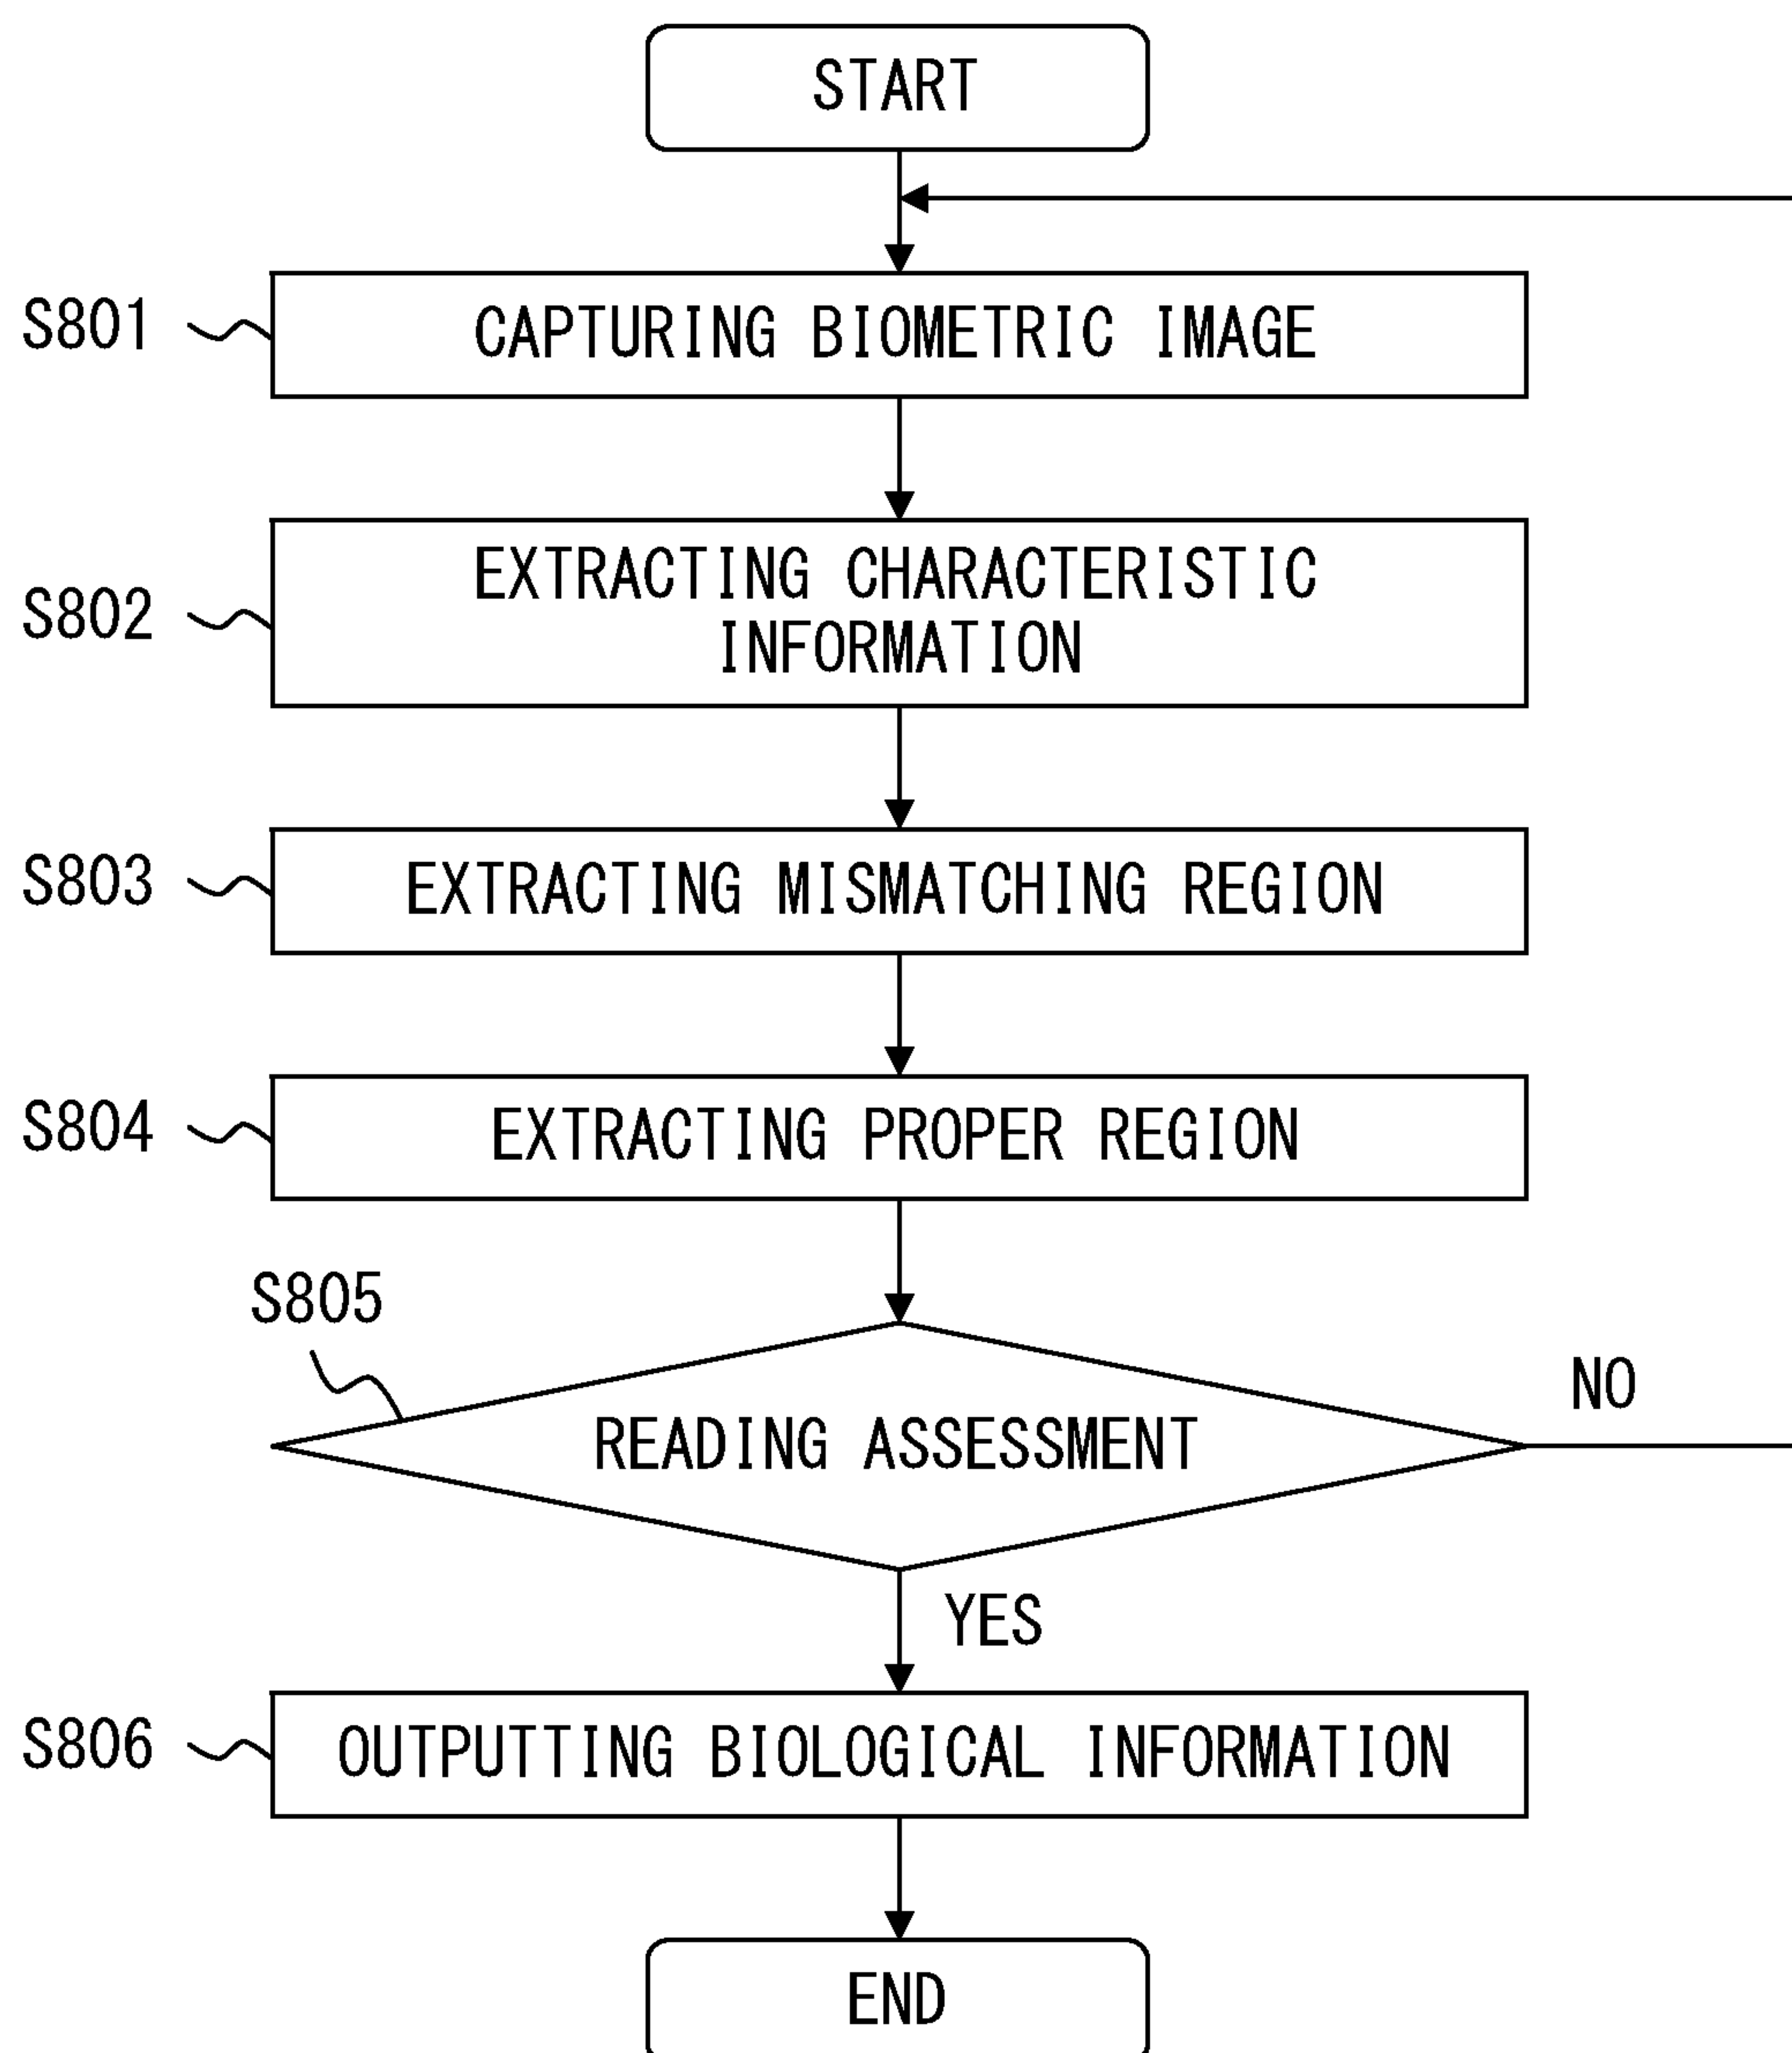 START
S801
CAPTURING BIOMETRIC IMAGE
S802
EXTRACTING CHARACTERISTIC
INFORMATION
S803
EXTRACTING MISMATCHING REGION
S804
EXTRACTING PROPER REGION
S805
READING ASSESSMENT
NO
YES
S806
OUTPUTTING BIOLOGICAL INFORMATION
END